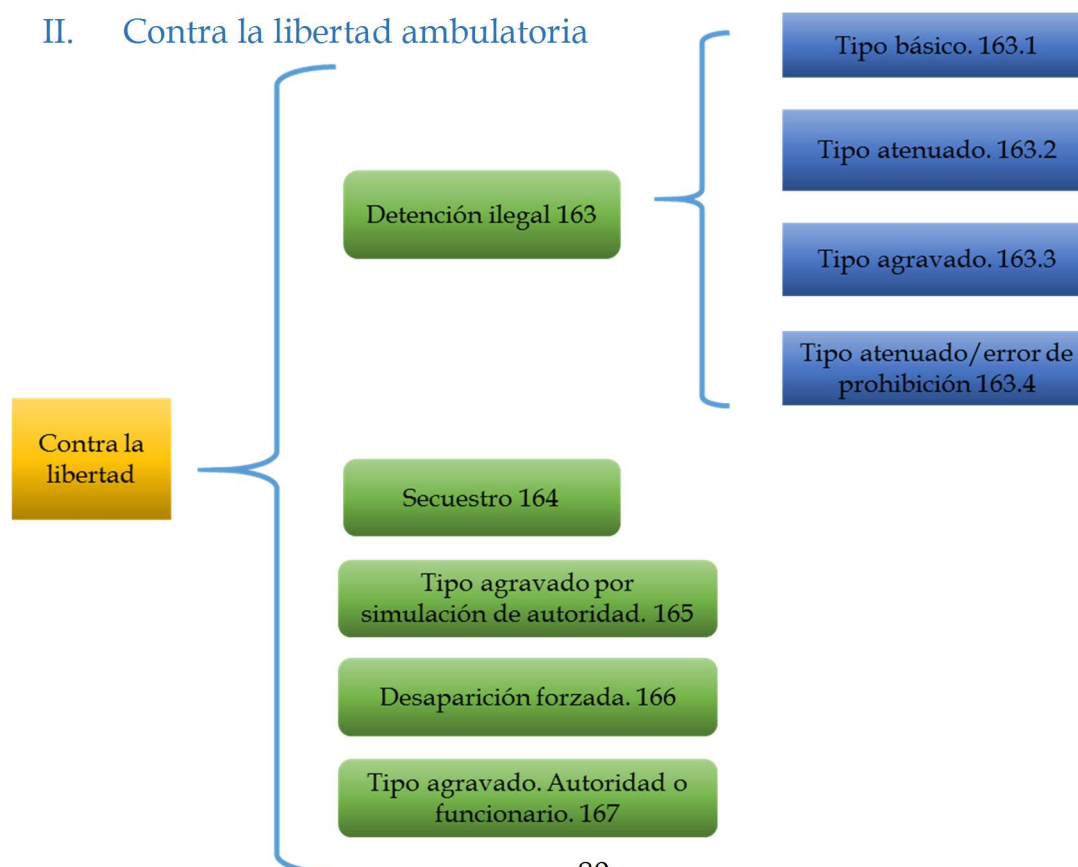 II. Contra la libertad ambulatoria
Tipo básico. 163.1
Tipo atenuado. 163.2
Detención ilegal 163
Tipo agravado. 163.3
Tipo atenuado/error de
prohibición 163.4
Contra la
libertad
Secuestro 164
Tipo agravado por
simulación de autoridad. 165
Desaparición forzada. 166
Tipo agravado. Autoridad o
funcionario. 167